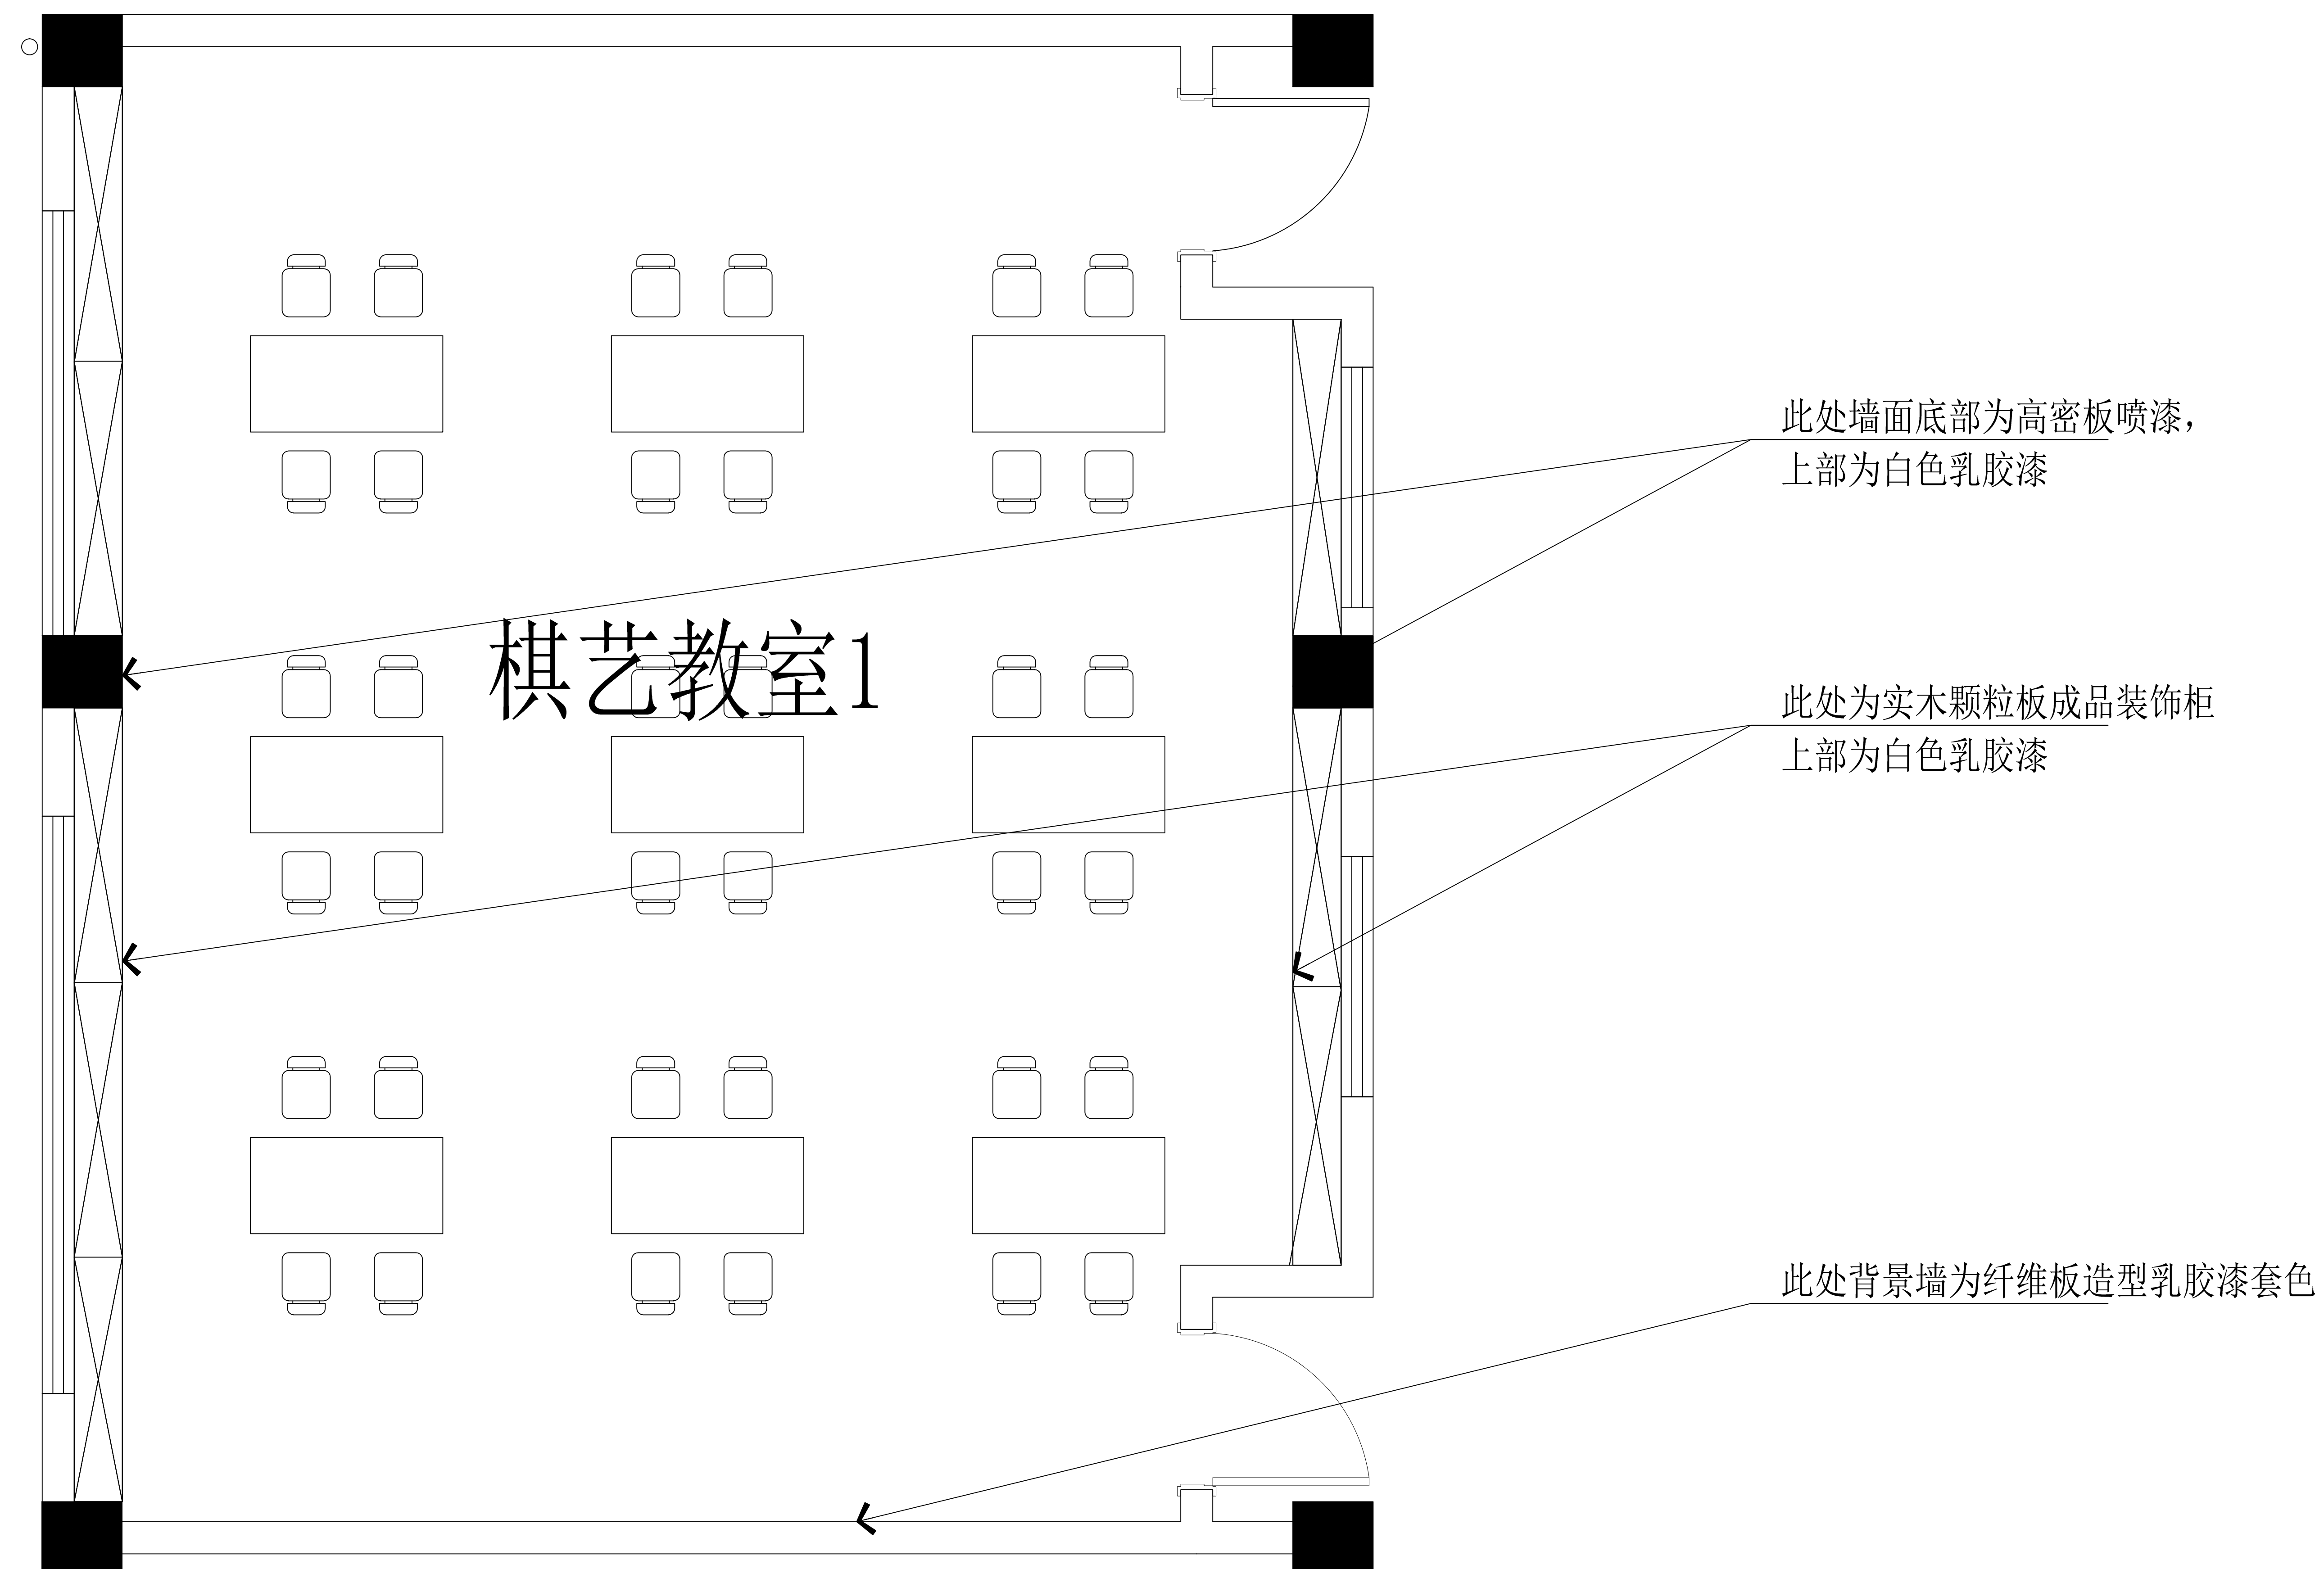 此处墙面底部为高密板喷漆，
上部为白色乳胶漆
棋艺教室1
此处为实木颗粒板成品装饰柜
上部为白色乳胶漆
此处背景墙为纤维板造型乳胶漆套色